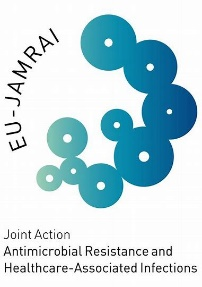 EU-JAMRAI
Joint Action
Antimicrobial Resistance and
Healthcare-Associated Infections